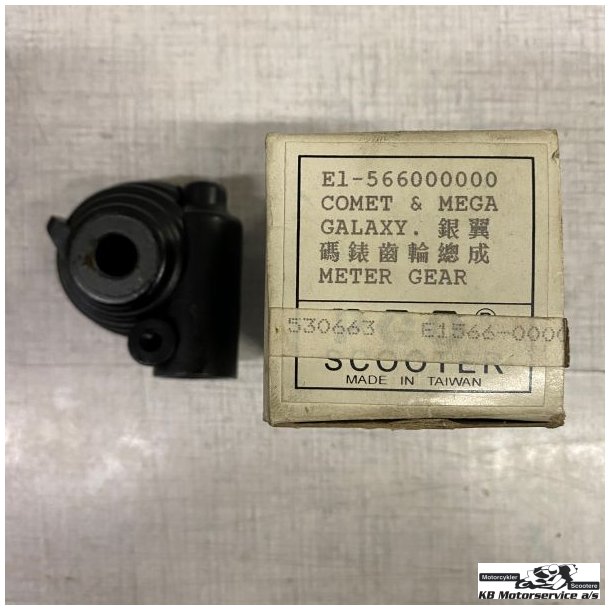 E1-566000000
COMET & MEGA
GALAXY. 銀翼
碼錶齒輪總成
METER GEAR
®
530663 E1566-0000
SCOOTER
MADE IN TAIWAN
Motorcykler Scootere
KB Motorservice a/s